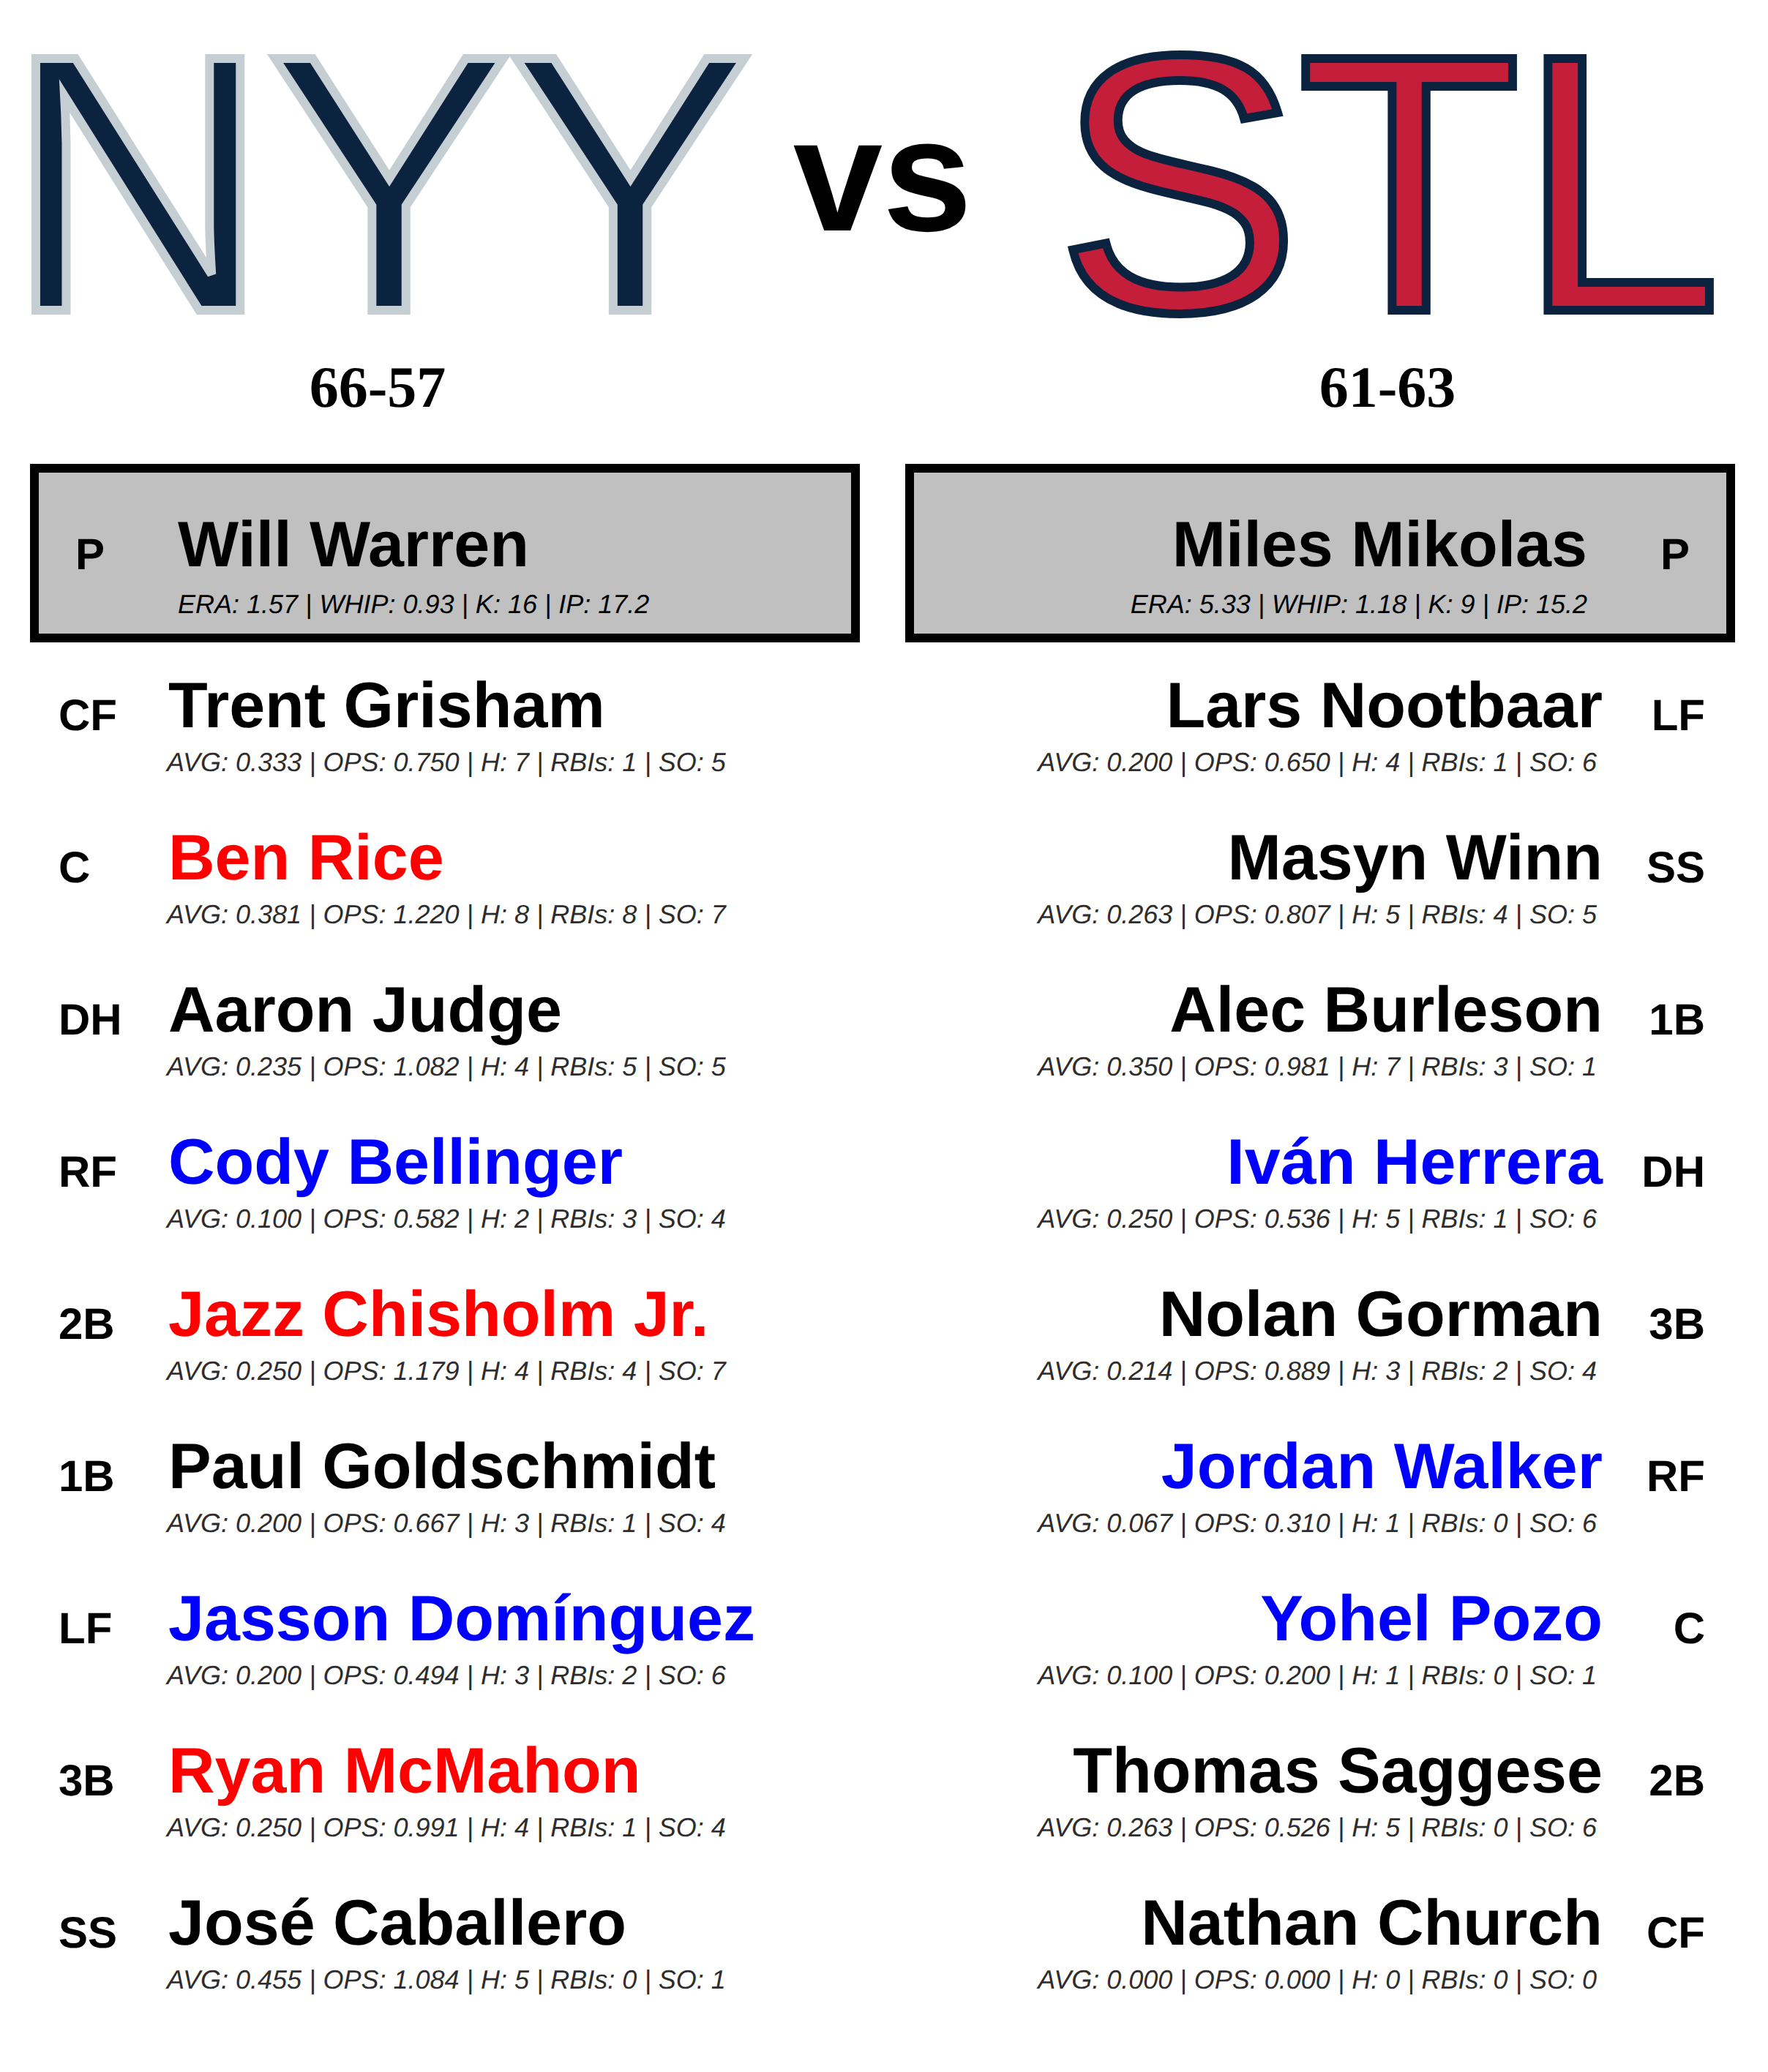 NYY vs STL
66-57 61-63
P Will Warren
ERA: 1.57 | WHIP: 0.93 | K: 16 | IP: 17.2
Miles Mikolas P
ERA: 5.33 | WHIP: 1.18 | K: 9 | IP: 15.2
CF Trent Grisham
AVG: 0.333 | OPS: 0.750 | H: 7 | RBIs: 1 | SO: 5
Lars Nootbaar LF
AVG: 0.200 | OPS: 0.650 | H: 4 | RBIs: 1 | SO: 6
C Ben Rice
AVG: 0.381 | OPS: 1.220 | H: 8 | RBIs: 8 | SO: 7
Masyn Winn SS
AVG: 0.263 | OPS: 0.807 | H: 5 | RBIs: 4 | SO: 5
DH Aaron Judge
AVG: 0.235 | OPS: 1.082 | H: 4 | RBIs: 5 | SO: 5
Alec Burleson 1B
AVG: 0.350 | OPS: 0.981 | H: 7 | RBIs: 3 | SO: 1
RF Cody Bellinger
AVG: 0.100 | OPS: 0.582 | H: 2 | RBIs: 3 | SO: 4
Iván Herrera DH
AVG: 0.250 | OPS: 0.536 | H: 5 | RBIs: 1 | SO: 6
2B Jazz Chisholm Jr.
AVG: 0.250 | OPS: 1.179 | H: 4 | RBIs: 4 | SO: 7
Nolan Gorman 3B
AVG: 0.214 | OPS: 0.889 | H: 3 | RBIs: 2 | SO: 4
1B Paul Goldschmidt
AVG: 0.200 | OPS: 0.667 | H: 3 | RBIs: 1 | SO: 4
Jordan Walker RF
AVG: 0.067 | OPS: 0.310 | H: 1 | RBIs: 0 | SO: 6
LF Jasson Domínguez
AVG: 0.200 | OPS: 0.494 | H: 3 | RBIs: 2 | SO: 6
Yohel Pozo C
AVG: 0.100 | OPS: 0.200 | H: 1 | RBIs: 0 | SO: 1
3B Ryan McMahon
AVG: 0.250 | OPS: 0.991 | H: 4 | RBIs: 1 | SO: 4
Thomas Saggese 2B
AVG: 0.263 | OPS: 0.526 | H: 5 | RBIs: 0 | SO: 6
SS José Caballero
AVG: 0.455 | OPS: 1.084 | H: 5 | RBIs: 0 | SO: 1
Nathan Church CF
AVG: 0.000 | OPS: 0.000 | H: 0 | RBIs: 0 | SO: 0